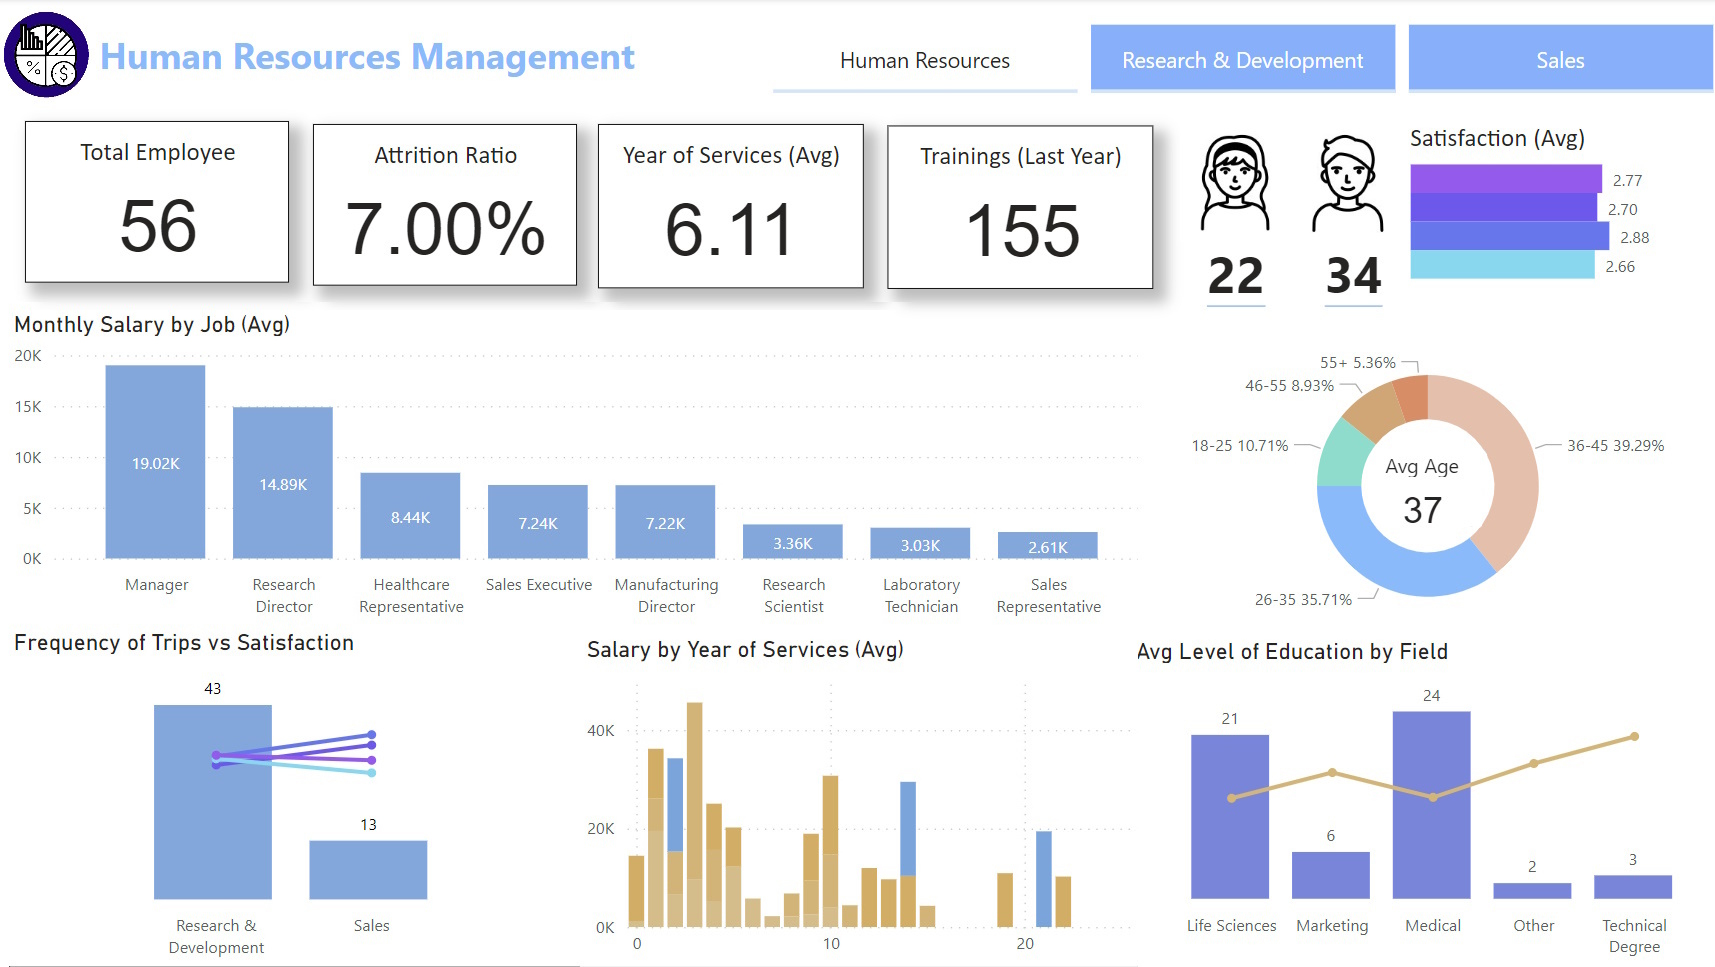 Human Resources Management
Human Resources
Research & Development
Sales
Total Employee
56
Attrition Ratio
7.00%
Year of Services (Avg)
6.11
Trainings (Last Year)
155
22
34
Satisfaction (Avg)
2.77
2.70
2.88
2.66
Monthly Salary by Job (Avg)
20K
15K
10K
5K
0K
19.02K
14.89K
8.44K
7.24K
7.22K
3.36K
3.03K
2.61K
Manager
Research
Director
Healthcare
Representative
Sales Executive
Manufacturing
Director
Research
Scientist
Laboratory
Technician
Sales
Representative
55+ 5.36%
46-55 8.93%
18-25 10.71%
36-45 39.29%
26-35 35.71%
Avg Age
37
Frequency of Trips vs Satisfaction
43
13
Research &
Development
Sales
Salary by Year of Services (Avg)
40K
20K
0K
0
10
20
Avg Level of Education by Field
21
6
24
2
3
Life Sciences
Marketing
Medical
Other
Technical
Degree
%
$